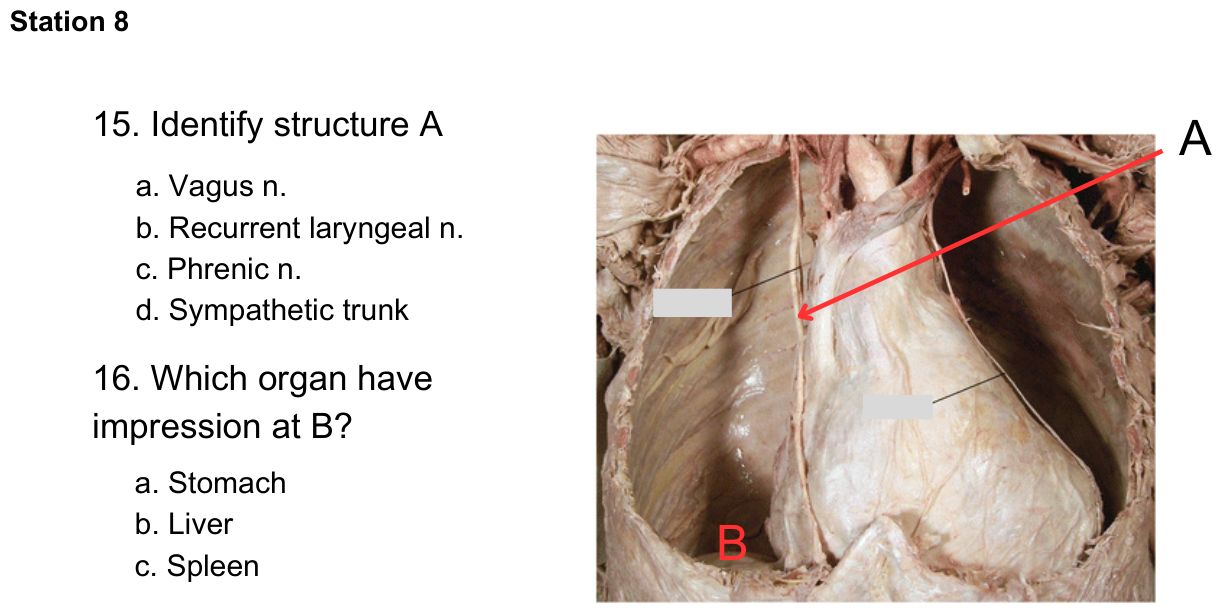 Station 8
15. Identify structure A
a. Vagus n.
b. Recurrent laryngeal n.
c. Phrenic n.
d. Sympathetic trunk
16. Which organ have
impression at B?
a. Stomach
b. Liver
c. Spleen
A
B